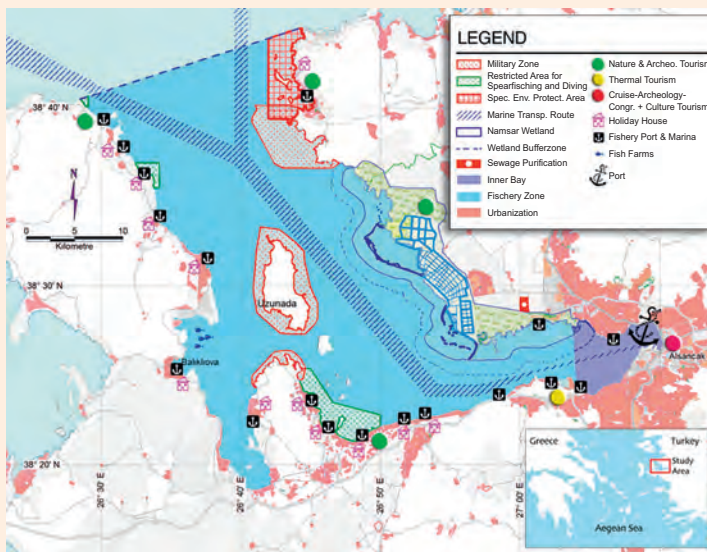 LEGEND
Military Zone
Restricted Area for
Spearfisching and Diving
Spec. Env. Protect. Area
Marine Transp. Route
Namsar Wetland
Wetland Bufferzone
Sewage Purification
Inner Bay
Fischery Zone
Urbanization
Nature & Archeo. Tourism
Thermal Tourism
Cruise-Archeology-
Congr. + Culture Tourism
Holiday House
Fishery Port & Marina
Fish Farms
Port
38° 40' N
N
0 5 10
Kilometre
38° 30' N
Uzunada
Balıklıova
Alsancak
38° 20' N
26° 30' E
26° 40' E
26° 50' E
27° 00' E
Greece
Turkey
Study
Area
Aegean Sea